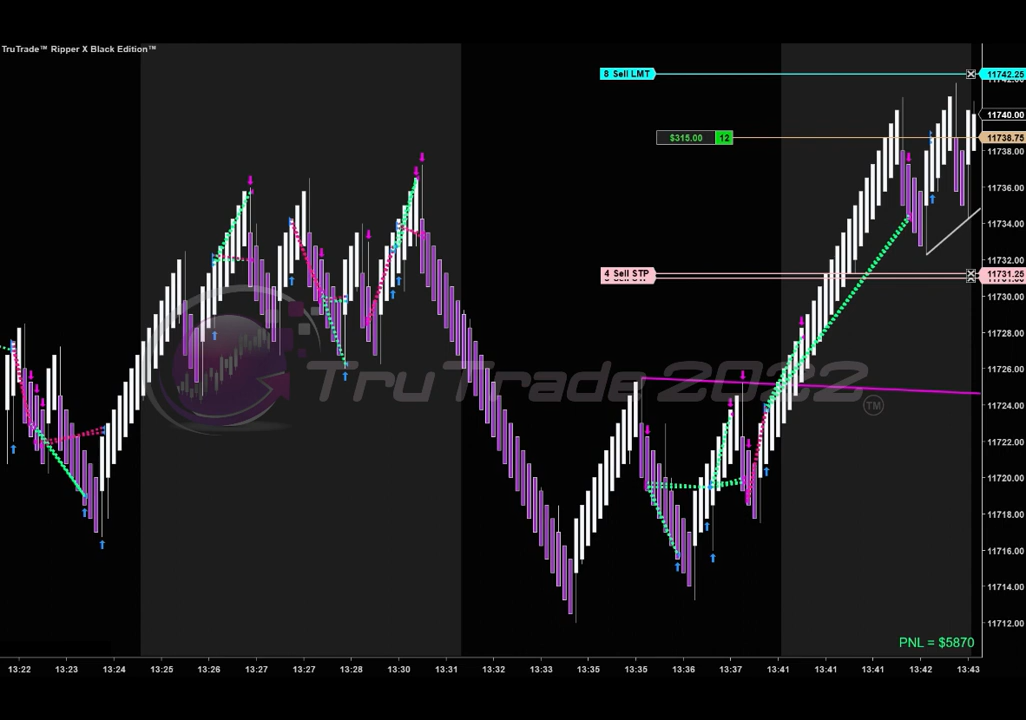 TruTrade™ Ripper X Black Edition™
8 Sell LMT
11742.25
11740.00
$315.00 12
11738.75
11738.00
11736.00
11734.00
11732.00
4 Sell STP
11731.25
11730.00
11728.00
TruTrade 2022
TM
11726.00
11724.00
11722.00
11720.00
11718.00
11716.00
11714.00
11712.00
PNL = $5870
13:22 13:23 13:24 13:25 13:26 13:27 13:27 13:28 13:30 13:31 13:32 13:33 13:35 13:35 13:36 13:37 13:41 13:41 13:41 13:42 13:43